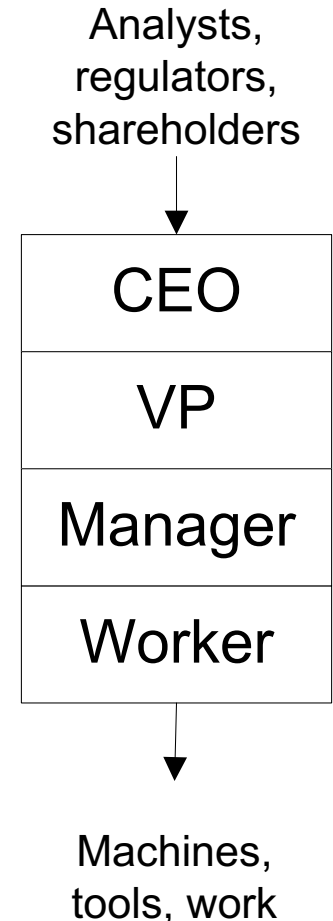 Analysts,
regulators,
shareholders
CEO
VP
Manager
Worker
Machines,
tools, work